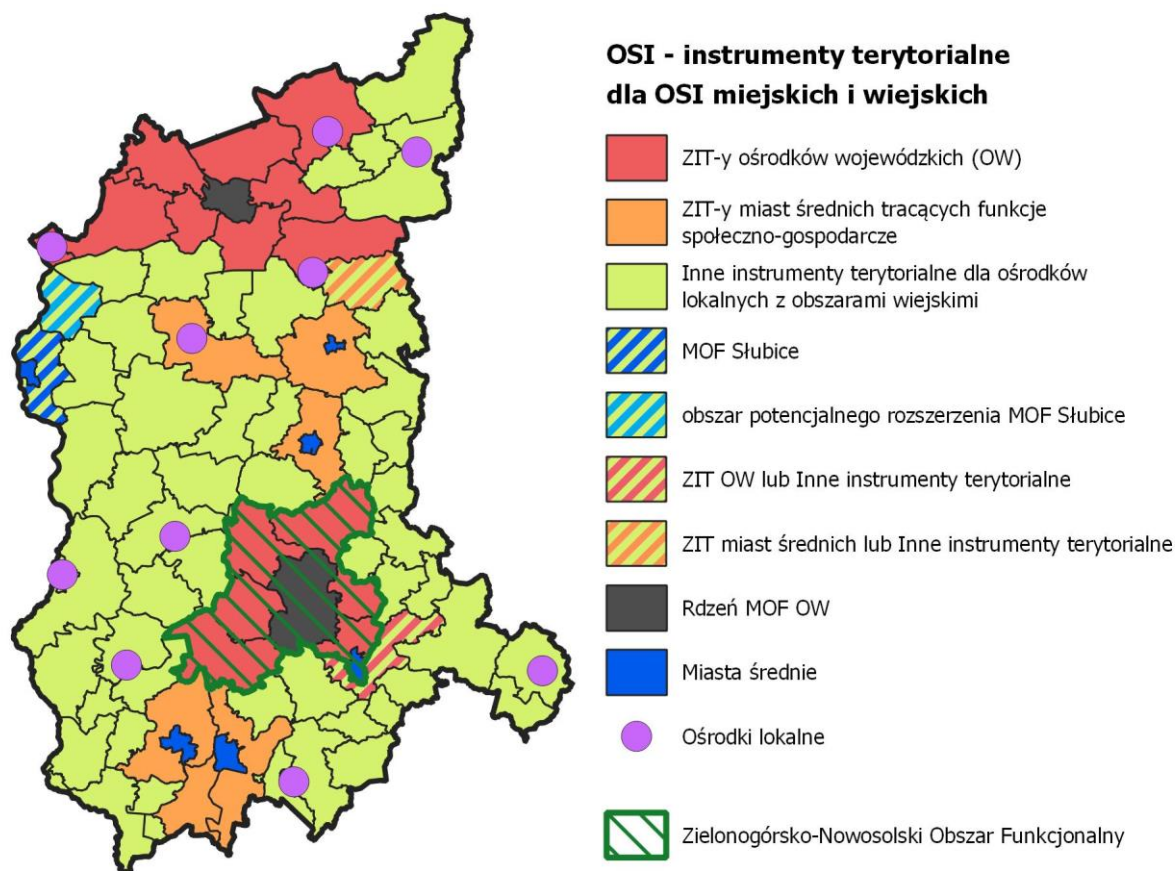 OSI - instrumenty terytorialne
dla OSI miejskich i wiejskich
ZIT-y ośrodków wojewódzkich (OW)
ZIT-y miast średnich tracących funkcje
społeczno-gospodarcze
Inne instrumenty terytorialne dla ośrodków
lokalnych z obszarami wiejskimi
MOF Słubice
obszar potencjalnego rozszerzenia MOF Słubice
ZIT OW lub Inne instrumenty terytorialne
ZIT miast średnich lub Inne instrumenty terytorialne
Rdzeń MOF OW
Miasta średnie
Ośrodki lokalne
Zielonogórsko-Nowosolski Obszar Funkcjonalny